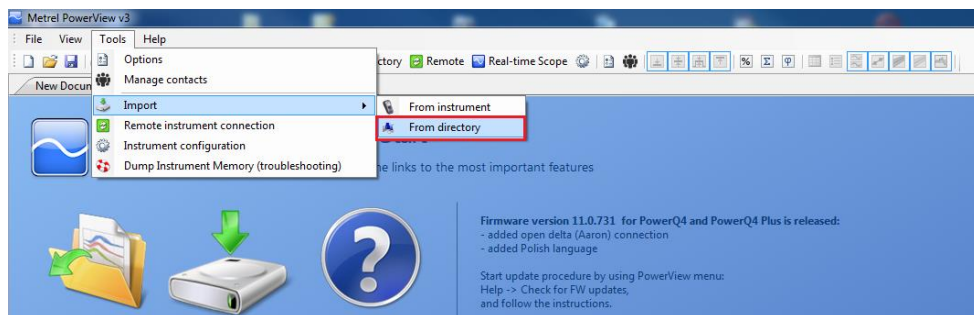 Metrel PowerView v3
File View Tools Help
ctory Remote Real-time Scope
New Docum
Options
Manage contacts
Import
Remote instrument connection
Instrument configuration
Dump Instrument Memory (troubleshooting)
From instrument
From directory
ne links to the most important features
Firmware version 11.0.731 for PowerQ4 and PowerQ4 Plus is released:
- added open delta (Aaron) connection
- added Polish language
Start update procedure by using PowerView menu:
Help -> Check for FW updates,
and follow the instructions.